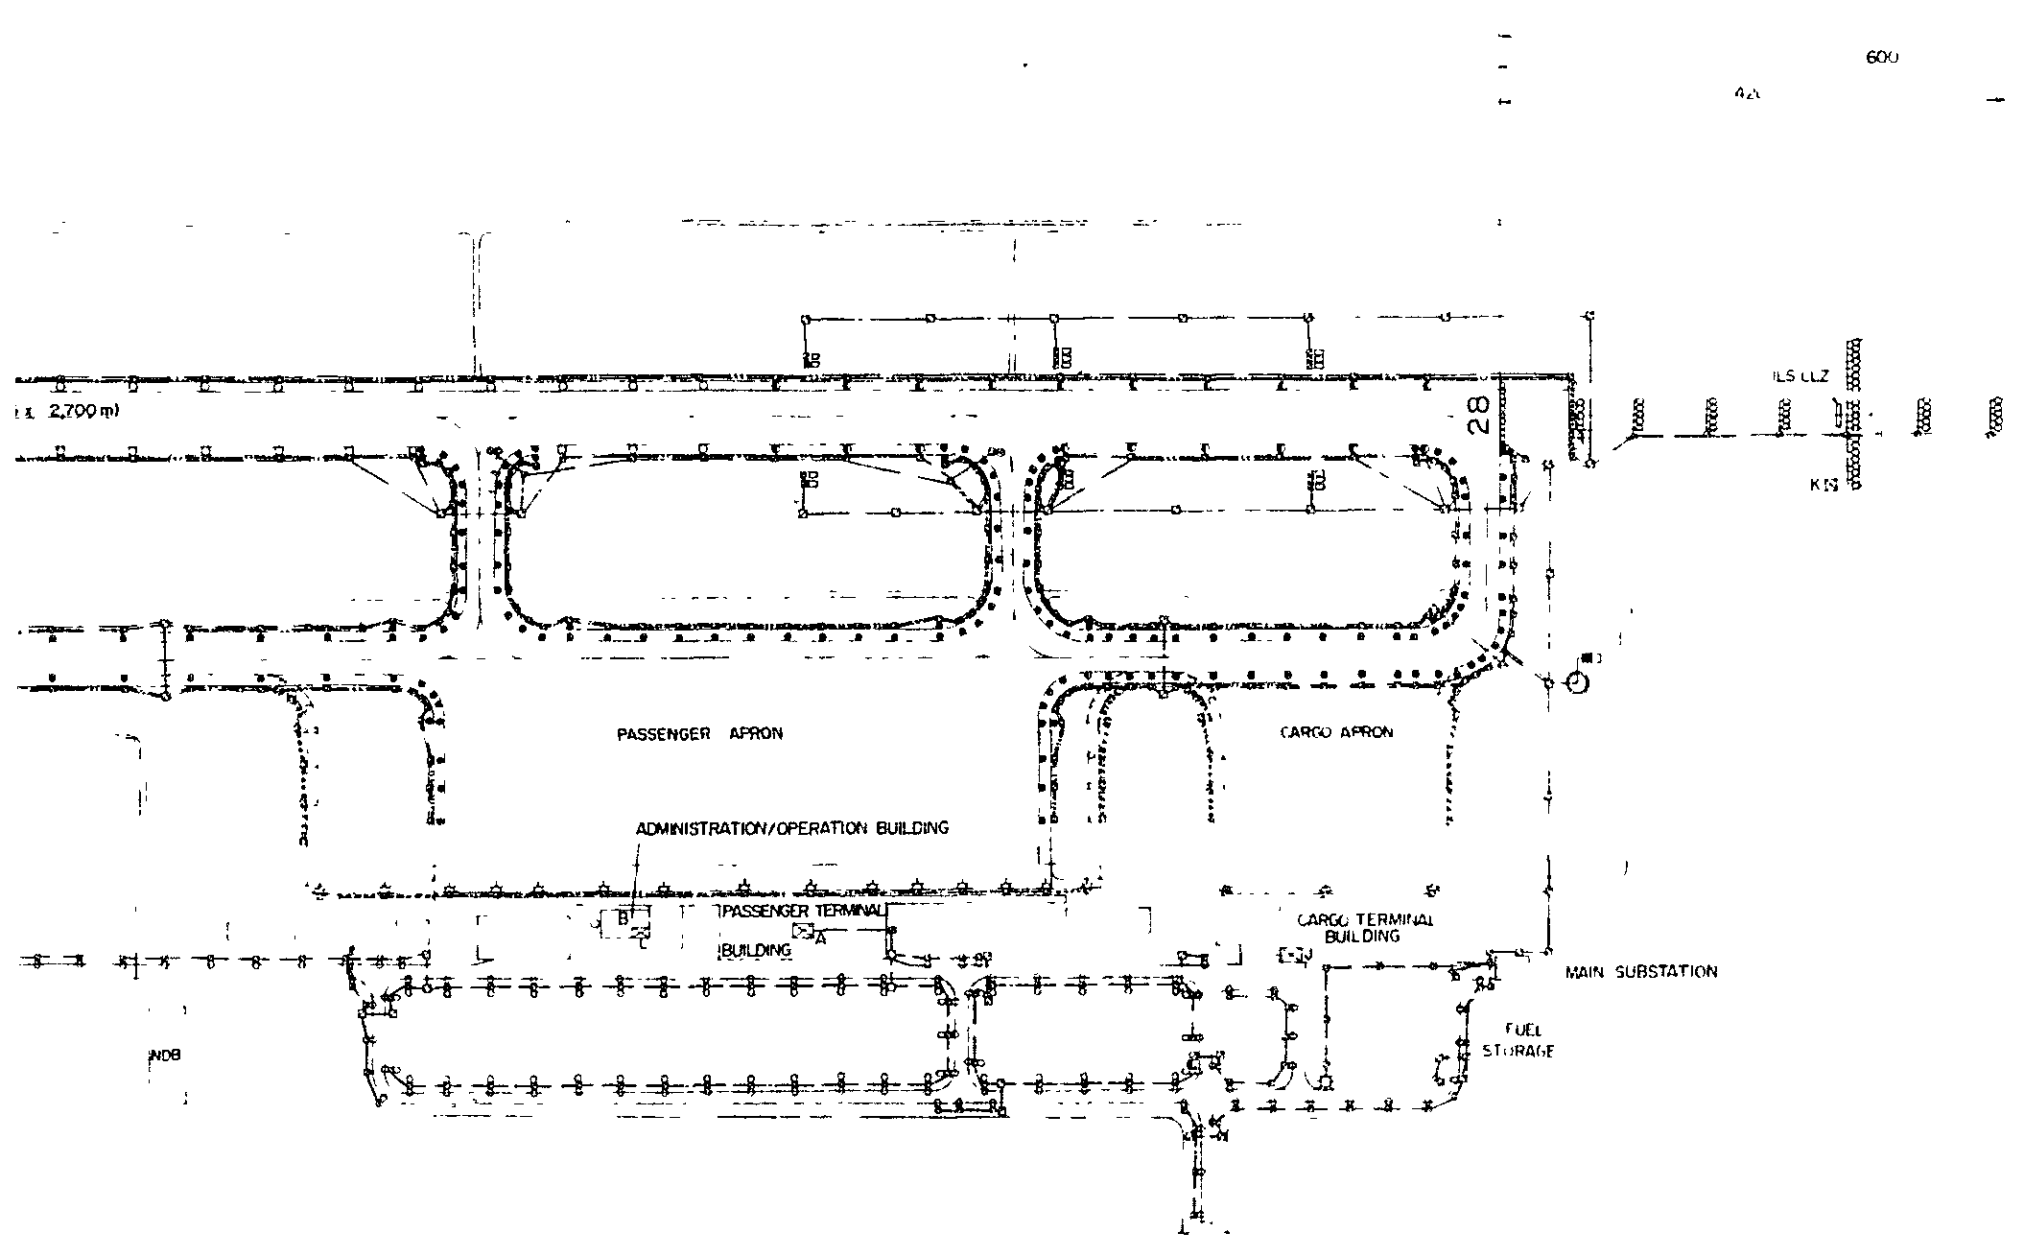 600
ILS LLZ
2,700 m)
28
K
PASSENGER APRON
CARGO APRON
ADMINISTRATION/OPERATION BUILDING
B
PASSENGER TERMINAL
BUILDING
A
CARGO TERMINAL
BUILDING
J
MAIN SUBSTATION
FUEL
STORAGE
NDB